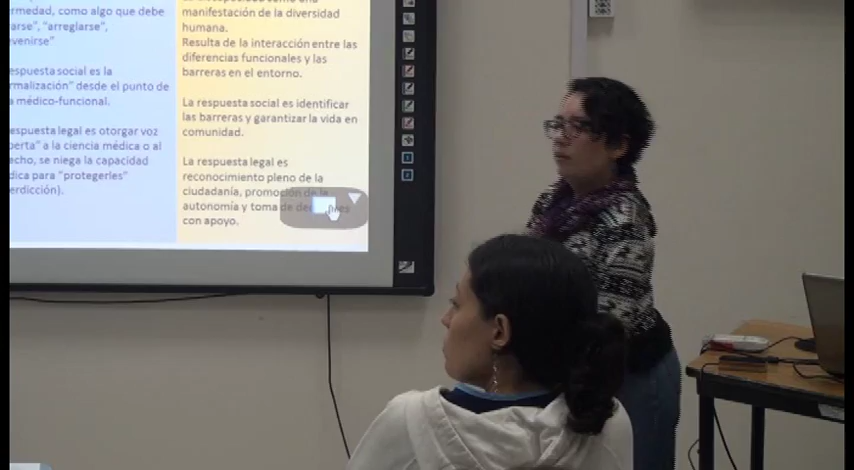 rmedad, como algo que debe
arse", "arreglarse",
venirse"
espuesta social es la
rmalización" desde el punto de
a médico-funcional.
espuesta legal es otorgar voz
perta" a la ciencia médica o al
echo, se niega la capacidad
dica para "protegerles"
erdicción).
manifestación de la diversidad
humana.
Resulta de la interacción entre las
diferencias funcionales y las
barreras en el entorno.
La respuesta social es identificar
las barreras y garantizar la vida en
comunidad.
La respuesta legal es
reconocimiento pleno de la
ciudadanía, promoción de la
autonomía y toma de
con apoyo.